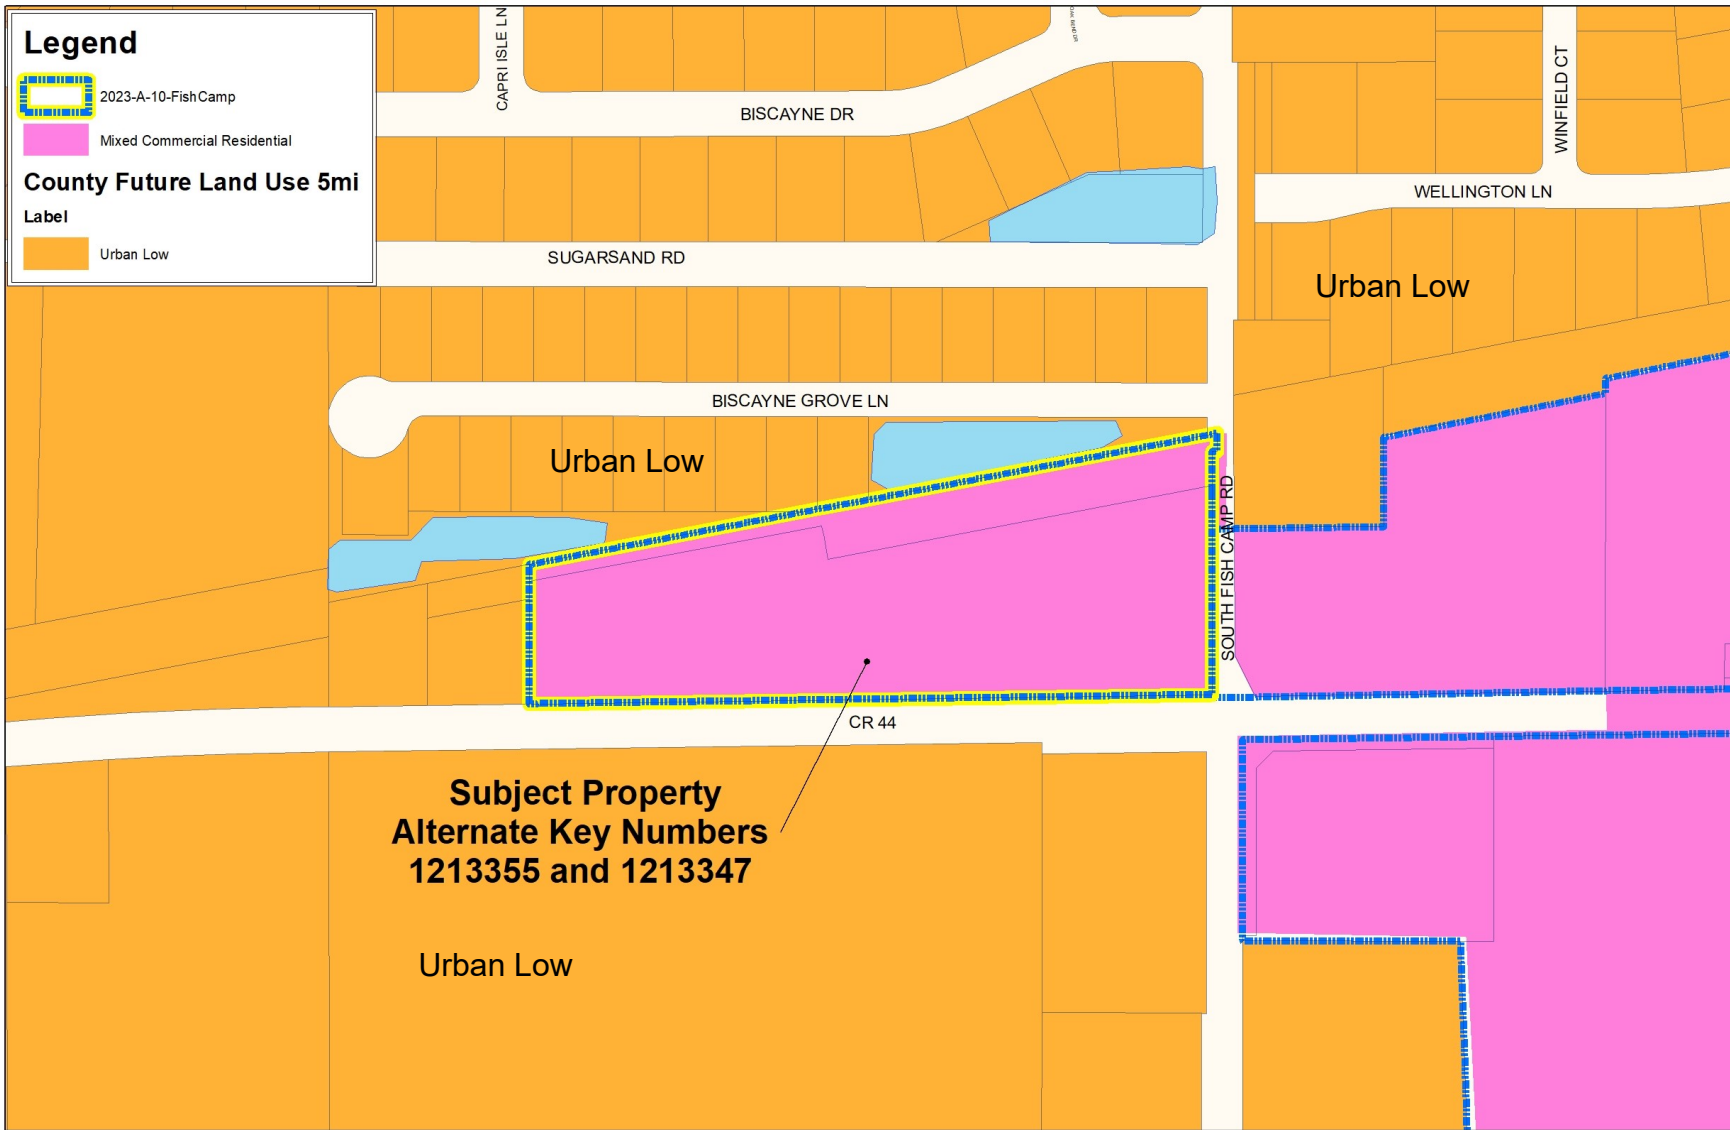 Legend
2023-A-10-FishCamp
Mixed Commercial Residential
County Future Land Use 5mi
Label
Urban Low
CAPRI ISLE LN
BISCAYNE DR
WINFIELD CT
WELLINGTON LN
SUGARSAND RD
Urban Low
BISCAYNE GROVE LN
Urban Low
SOUTH FISH CAMP RD
CR 44
Subject Property
Alternate Key Numbers
1213355 and 1213347
Urban Low